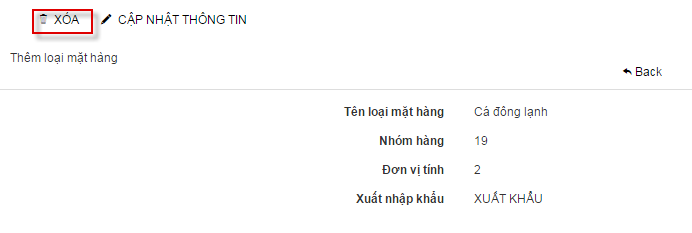 XÓA CẬP NHẬT THÔNG TIN
Thêm loại mặt hàng
Back
Tên loại mặt hàng Cá đông lạnh
Nhóm hàng 19
Đơn vị tính 2
Xuất nhập khẩu XUẤT KHẨU